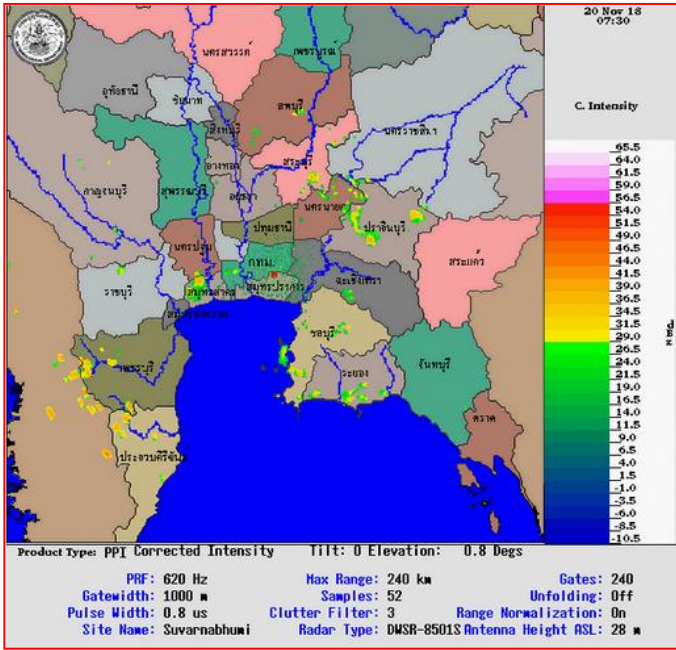 20 Nov 18
07:30
C. Intensity
นครสวรรค์
เพชรบูรณ์
อุทัยธานี
ชัยนาท
ลพบุรี
สิงห์บุรี
นครราชสีมา
อ่างทอง
สระบุรี
กาญจนบุรี
สุพรรณบุรี
อยุธยา
นครนายก
ปราจีนบุรี
ปทุมธานี
นครปฐม
กทม.
สระแก้ว
ราชบุรี
สมุทรสาคร
สมุทรปราการ
ฉะเชิงเทรา
ชลบุรี
เพชรบุรี
ระยอง
จันทบุรี
ตราด
ประจวบคีรีขันธ์
65.5
64.0
61.5
59.0
56.5
54.0
51.5
49.0
46.5
44.0
41.5
39.0
36.5
34.0
31.5
29.0
26.5
24.0
21.5
19.0
16.5
14.0
11.5
9.0
6.5
4.0
1.5
-1.0
-3.5
-6.0
-8.5
-10.5
Product Type: PPI Corrected Intensity Tilt: 0 Elevation: 0.8 Degs
PRF: 620 Hz Max Range: 240 km Gates: 240
Gatewidth: 1000 m Samples: 52 Unfolding: Off
Pulse Width: 0.8 us Clutter Filter: 3 Range Normalization: On
Site Name: Suvarnabhumi Radar Type: DWSR-8501S Antenna Height ASL: 28 m